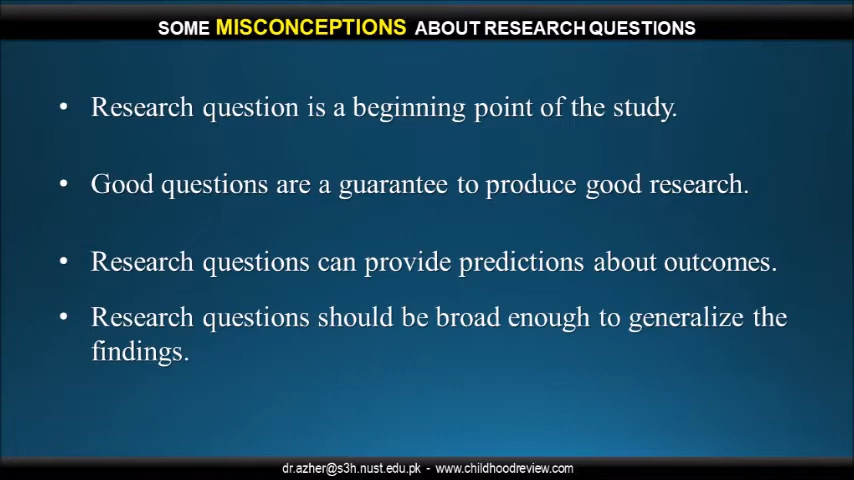 SOME MISCONCEPTIONS ABOUT RESEARCH QUESTIONS
• Research question is a beginning point of the study.
• Good questions are a guarantee to produce good research.
• Research questions can provide predictions about outcomes.
• Research questions should be broad enough to generalize the
findings.
dr.azher@s3h.nust.edu.pk - www.childhoodreview.com